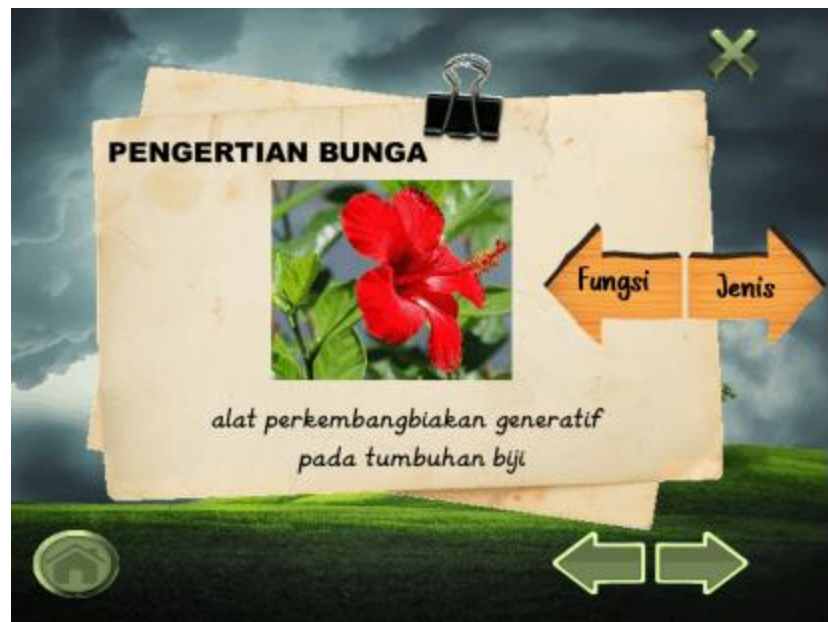 PENGERTIAN BUNGA
Fungsi
Jenis
alat perkembangbiakan generatif
pada tumbuhan biji